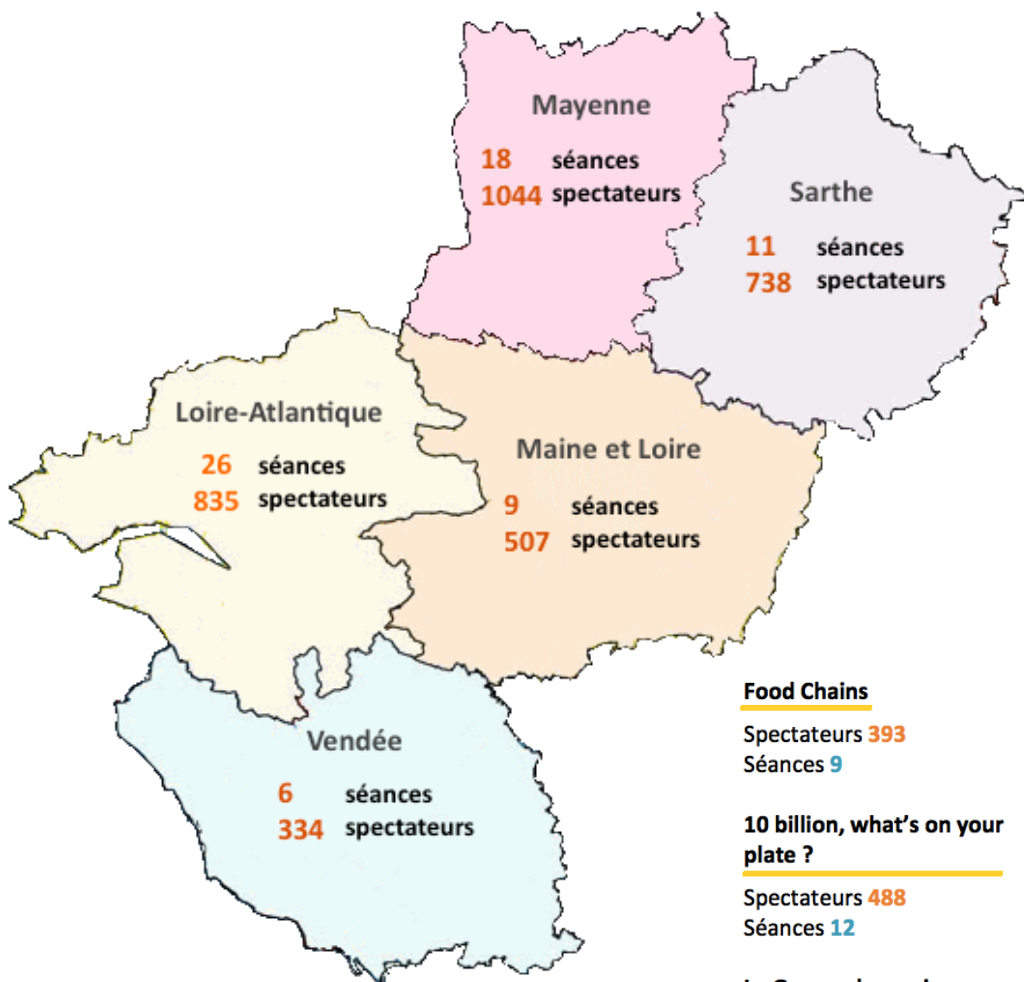 Mayenne
18 séances
1044 spectateurs
Sarthe
11 séances
738 spectateurs
Loire-Atlantique
26 séances
835 spectateurs
Maine et Loire
9 séances
507 spectateurs
Vendée
6 séances
334 spectateurs
Food Chains
Spectateurs 393
Séances 9
10 billion, what's on your
plate ?
Spectateurs 488
Séances 12